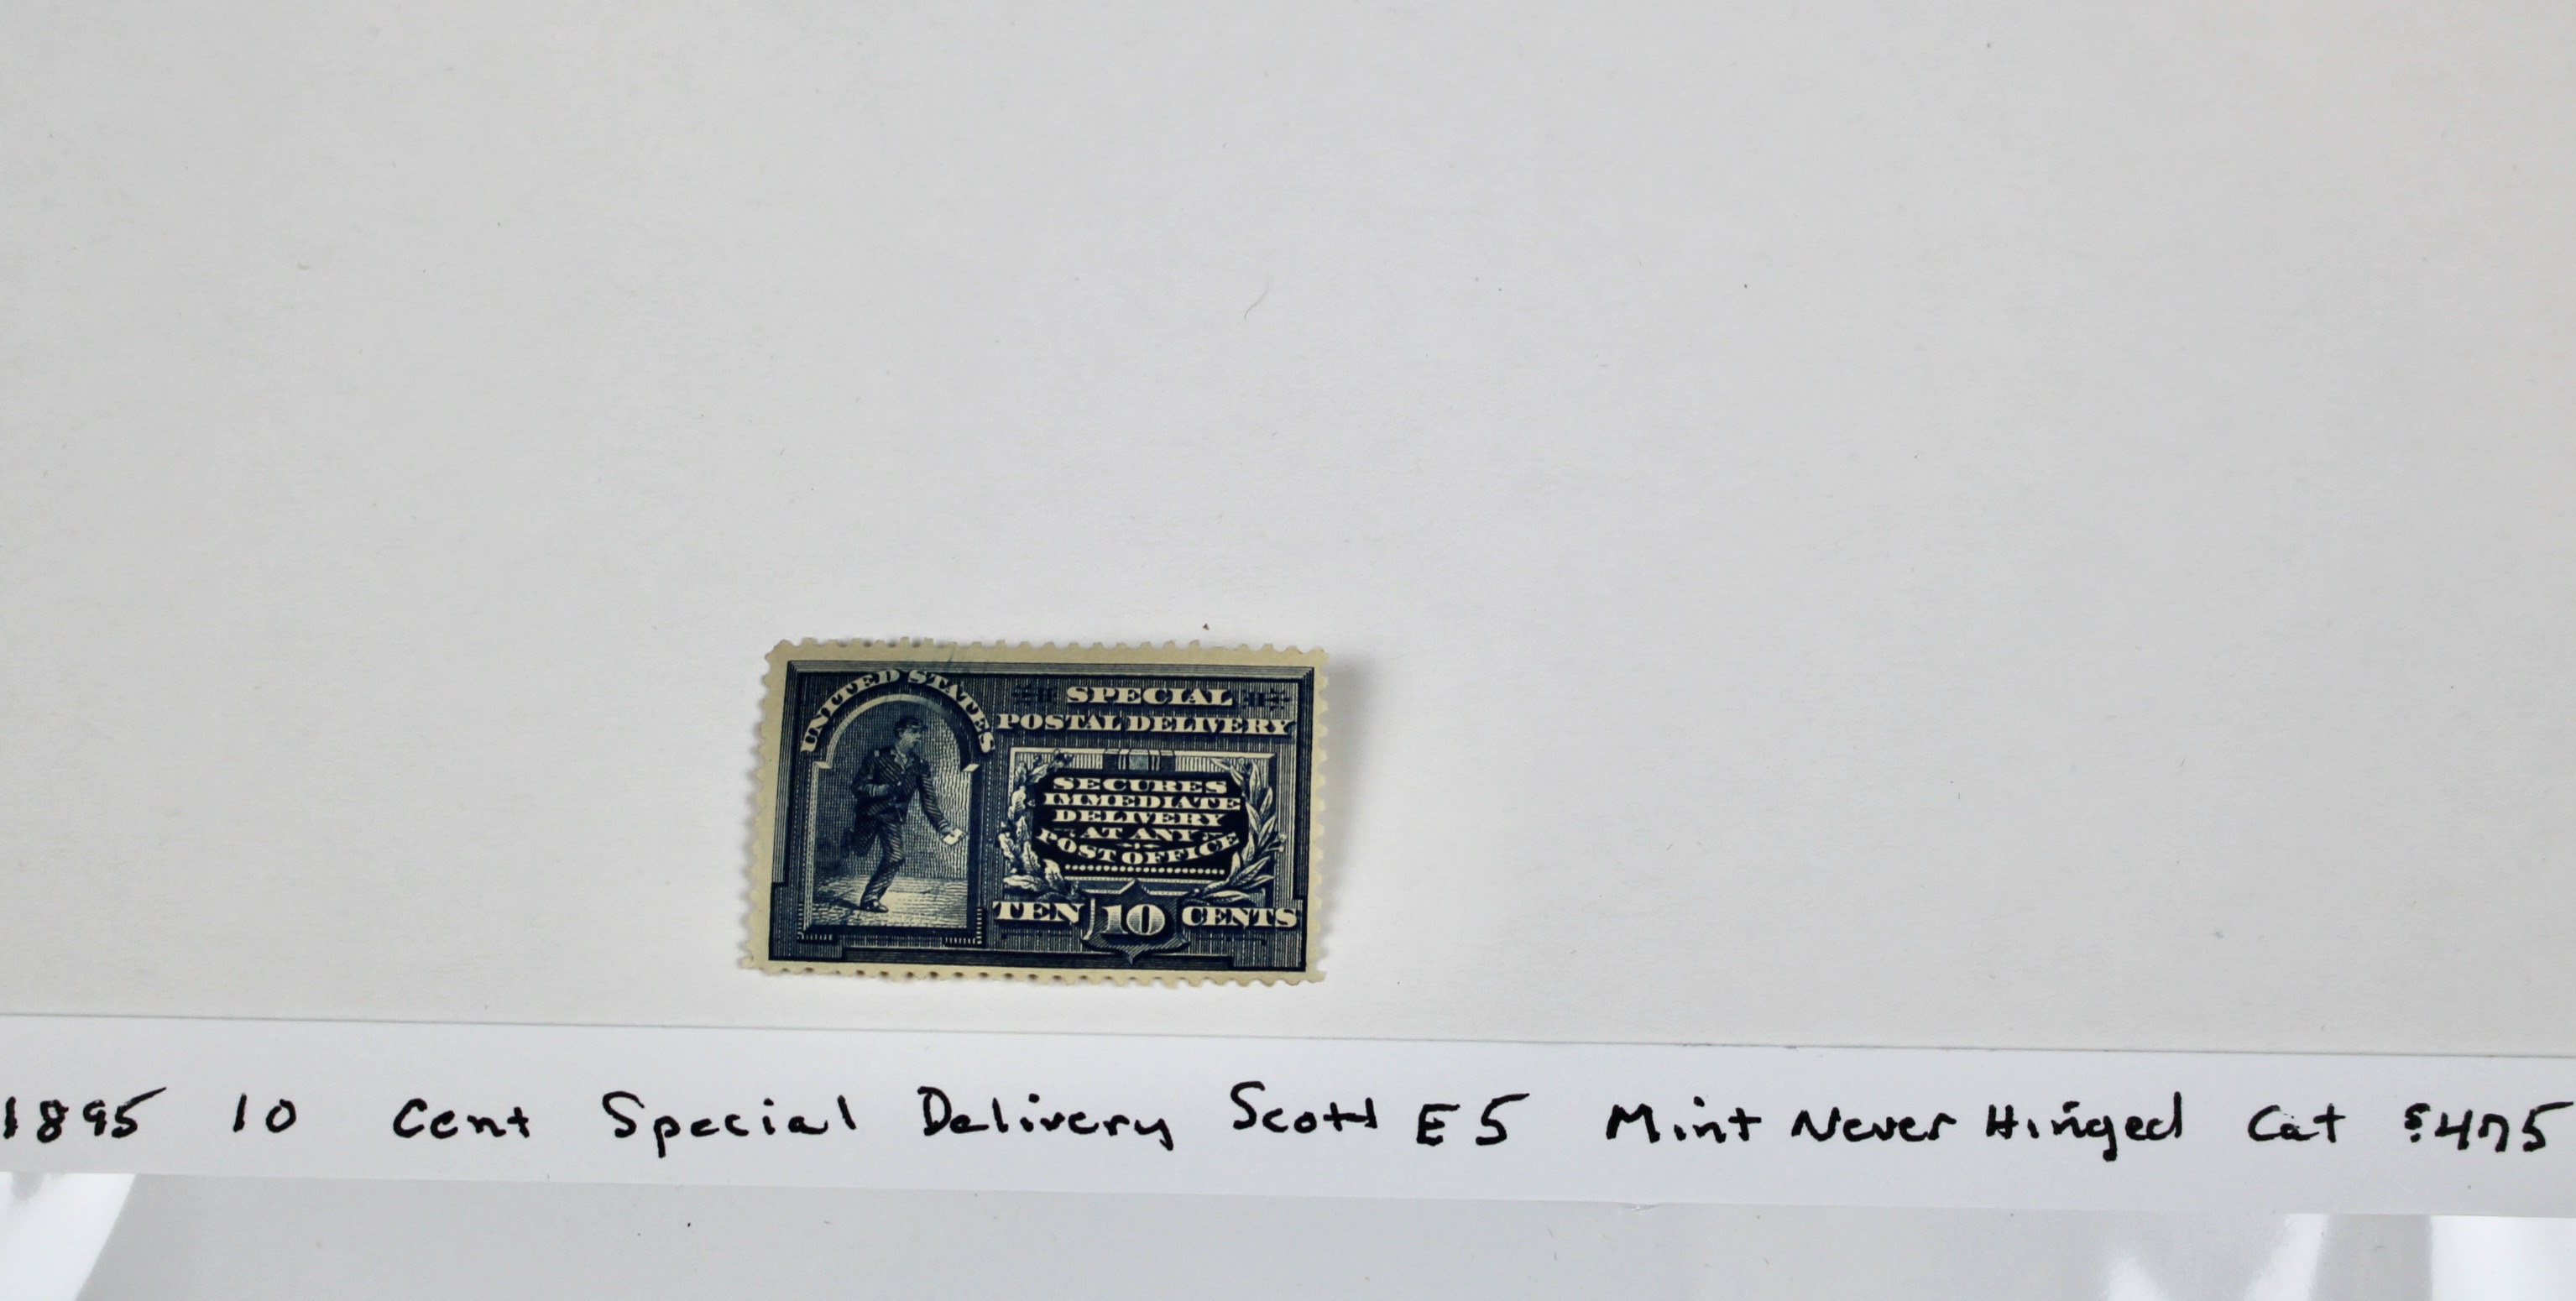 UNITED STATES
SPECIAL
POSTAL DELIVERY
SECURES
IMMEDIATE
DELIVERY
AT ANY
POST OFFICE
TEN 10 CENTS
1895 10 Cent Special Delivery Scott E5 Mint Never Hinged Cat $475